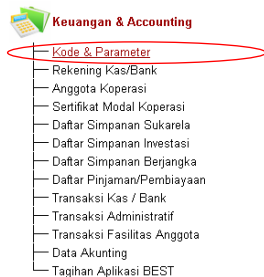 Keuangan & Accounting
Kode & Parameter
Rekening Kas/Bank
Anggota Koperasi
Sertifikat Modal Koperasi
Daftar Simpanan Sukarela
Daftar Simpanan Investasi
Daftar Simpanan Berjangka
Daftar Pinjaman/Pembiayaan
Transaksi Kas / Bank
Transaksi Administratif
Transaksi Fasilitas Anggota
Data Akunting
Tagihan Aplikasi BEST